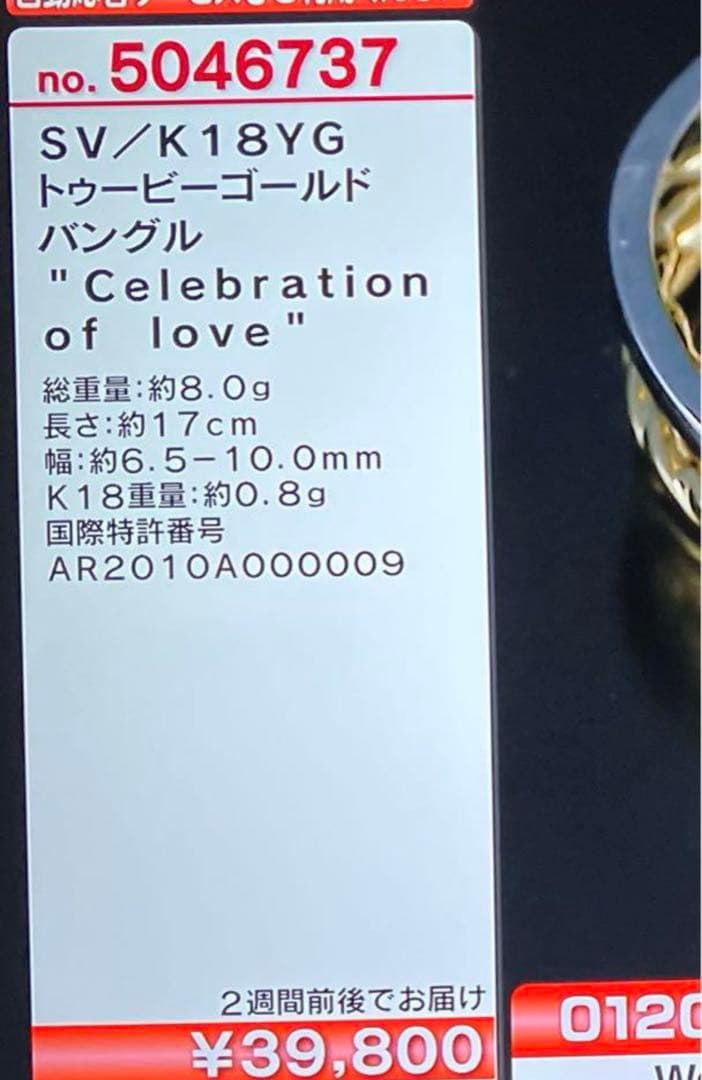 no. 5046737
SV／K18YG
トゥービーゴールド
バングル
"Celebration
of love"
総重量:約8.0g
長さ:約17cm
幅:約6.5－10.0mm
K18重量:約0.8g
国際特許番号
AR2010A000009
2週間前後でお届け
¥39,800
0120